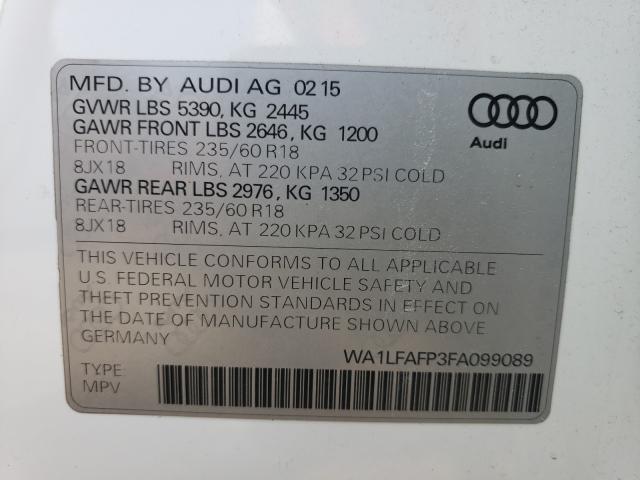 MFD. BY AUDI AG 02 15
GVWR LBS 5390, KG 2445
GAWR FRONT LBS 2646, KG 1200
FRONT-TIRES 235/60 R18
8JX18 RIMS, AT 220 KPA 32 PSI COLD
GAWR REAR LBS 2976, KG 1350
REAR-TIRES 235/60 R18
8JX18 RIMS, AT 220 KPA 32 PSI COLD
Audi
THIS VEHICLE CONFORMS TO ALL APPLICABLE
U.S. FEDERAL MOTOR VEHICLE SAFETY AND
THEFT PREVENTION STANDARDS IN EFFECT ON
THE DATE OF MANUFACTURE SHOWN ABOVE
GERMANY
WA1LFAFP3FA099089
TYPE:
MPV